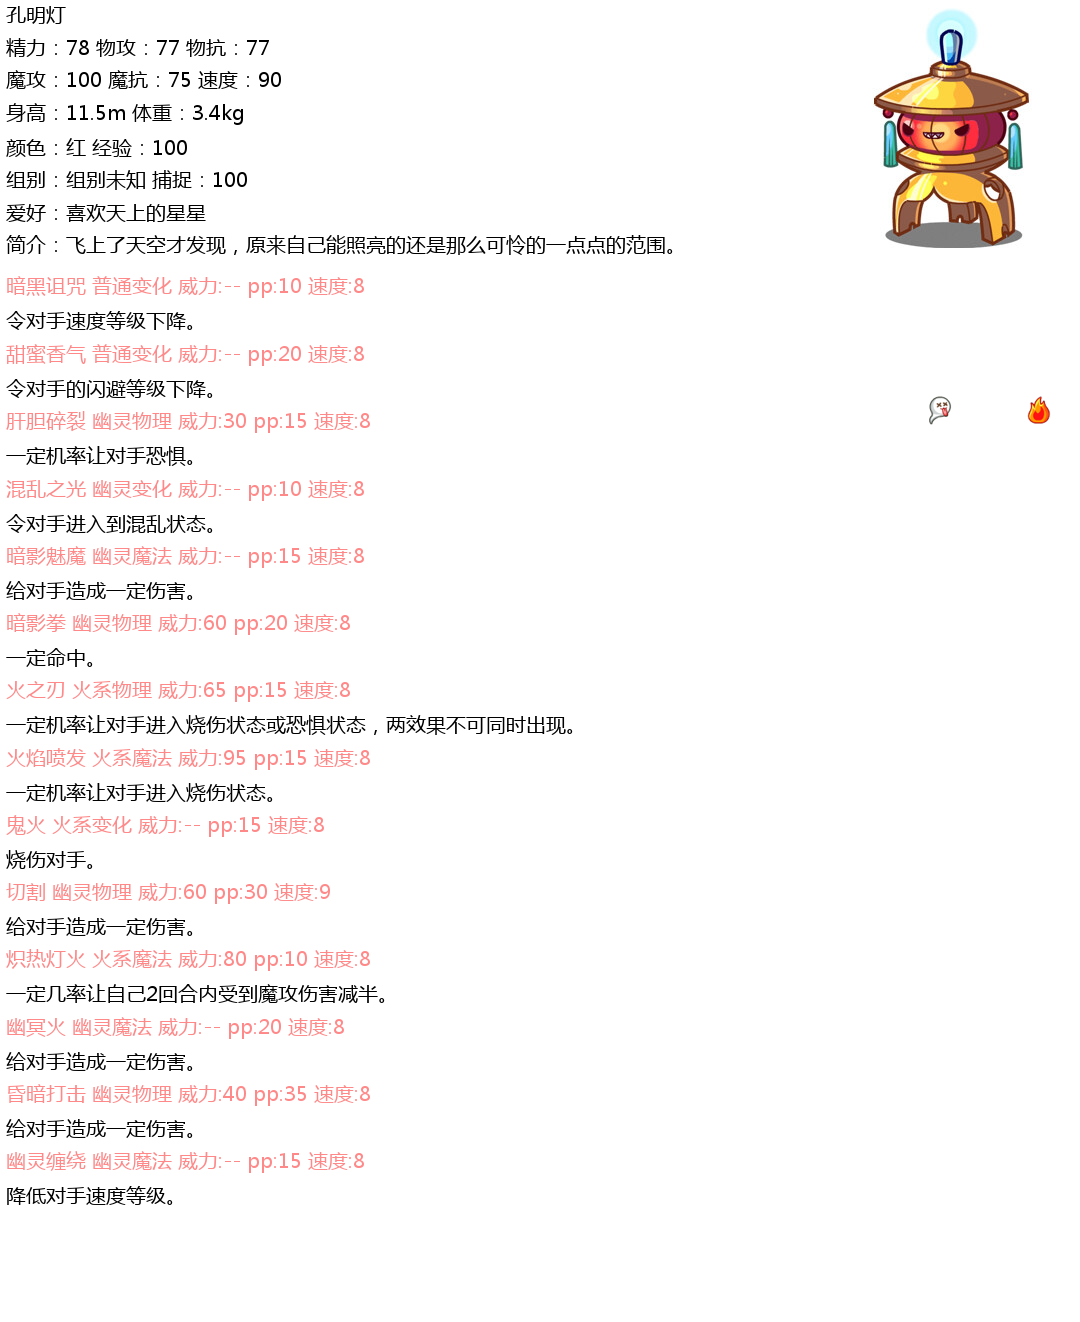 孔明灯
精力：78 物攻：77 物抗：77
魔攻：100 魔抗：75 速度：90
身高：11.5m 体重：3.4kg
颜色：红 经验：100
组别：组别未知 捕捉：100
爱好：喜欢天上的星星
简介：飞上了天空才发现，原来自己能照亮的还是那么可怜的一点点的范围。
暗黑诅咒 普通变化 威力:-- pp:10 速度:8
令对手速度等级下降。
甜蜜香气 普通变化 威力:-- pp:20 速度:8
令对手的闪避等级下降。
肝胆碎裂 幽灵物理 威力:30 pp:15 速度:8
一定机率让对手恐惧。
混乱之光 幽灵变化 威力:-- pp:10 速度:8
令对手进入到混乱状态。
暗影魅魔 幽灵魔法 威力:-- pp:15 速度:8
给对手造成一定伤害。
暗影拳 幽灵物理 威力:60 pp:20 速度:8
一定命中。
火之刃 火系物理 威力:65 pp:15 速度:8
一定机率让对手进入烧伤状态或恐惧状态，两效果不可同时出现。
火焰喷发 火系魔法 威力:95 pp:15 速度:8
一定机率让对手进入烧伤状态。
鬼火 火系变化 威力:-- pp:15 速度:8
烧伤对手。
切割 幽灵物理 威力:60 pp:30 速度:9
给对手造成一定伤害。
炽热灯火 火系魔法 威力:80 pp:10 速度:8
一定几率让自己2回合内受到魔攻伤害减半。
幽冥火 幽灵魔法 威力:-- pp:20 速度:8
给对手造成一定伤害。
昏暗打击 幽灵物理 威力:40 pp:35 速度:8
给对手造成一定伤害。
幽灵缠绕 幽灵魔法 威力:-- pp:15 速度:8
降低对手速度等级。